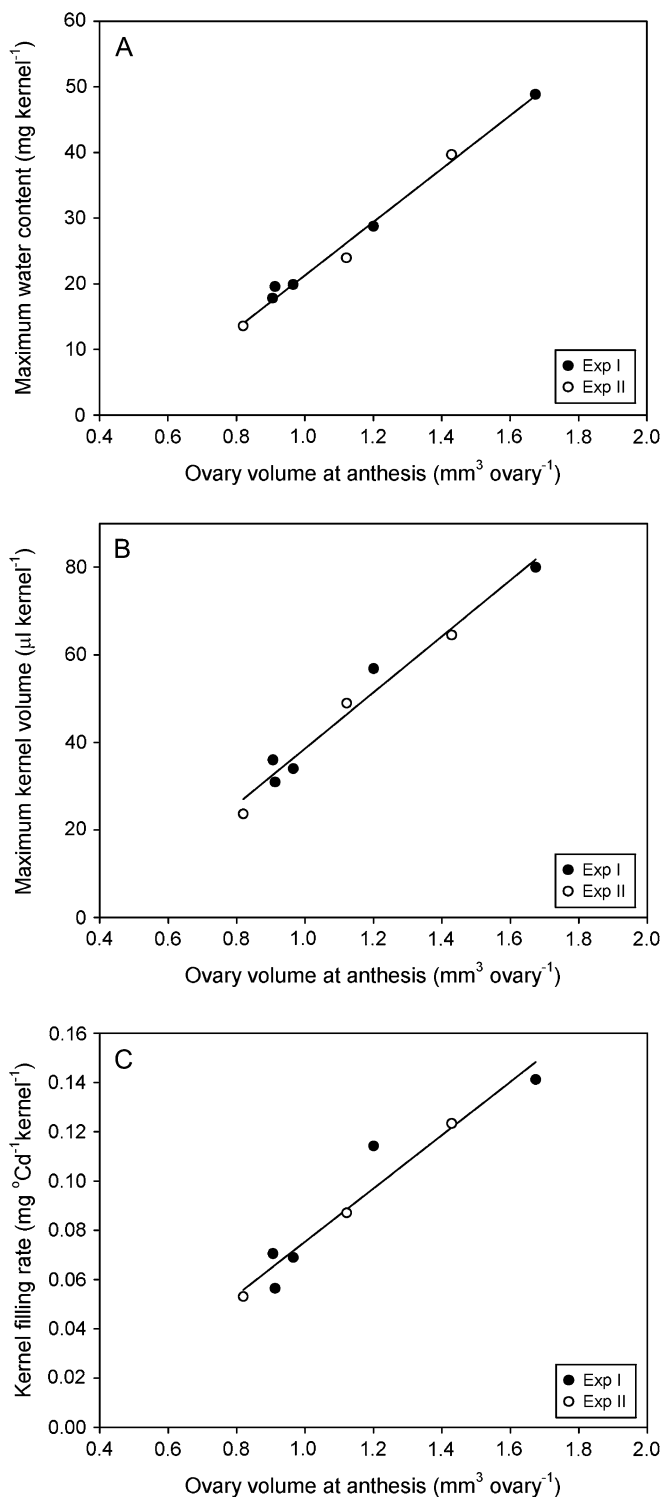 A
Maximum water content (mg kernel⁻¹)
60
50
40
30
20
10
0
0.4 0.6 0.8 1.0 1.2 1.4 1.6 1.8 2.0
Ovary volume at anthesis (mm³ ovary⁻¹)
Exp I
Exp II
B
Maximum kernel volume (µl kernel⁻¹)
80
60
40
20
0
0.4 0.6 0.8 1.0 1.2 1.4 1.6 1.8 2.0
Ovary volume at anthesis (mm³ ovary⁻¹)
Exp I
Exp II
C
Kernel filling rate (mg °Cd⁻¹kernel⁻¹)
0.16
0.14
0.12
0.10
0.08
0.06
0.04
0.02
0.00
0.4 0.6 0.8 1.0 1.2 1.4 1.6 1.8 2.0
Ovary volume at anthesis (mm³ ovary⁻¹)
Exp I
Exp II